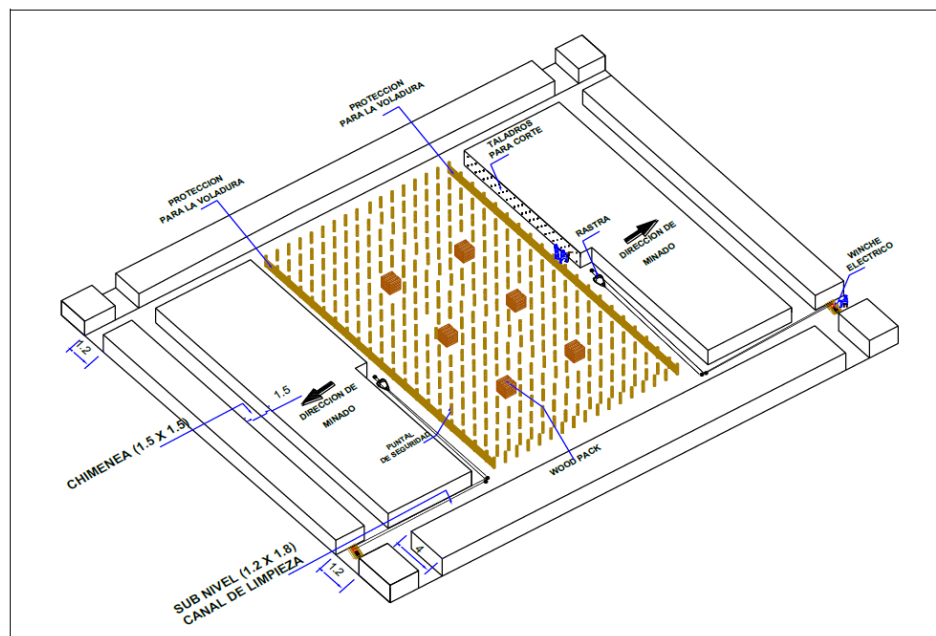 PROTECCION
PARA LA VOLADURA
PROTECCION
PARA LA VOLADURA
TALADROS
PARA CORTE
RASTRA
DIRECCION DE
MINADO
WINCHE
ELECTRICO
1.2
1.5
DIRECCION DE
MINADO
CHIMENEA (1.5 X 1.5)
PUNTAL
DE SEGURIDAD
WOOD PACK
SUB NIVEL (1.2 X 1.8)
CANAL DE LIMPIEZA
1.2
4